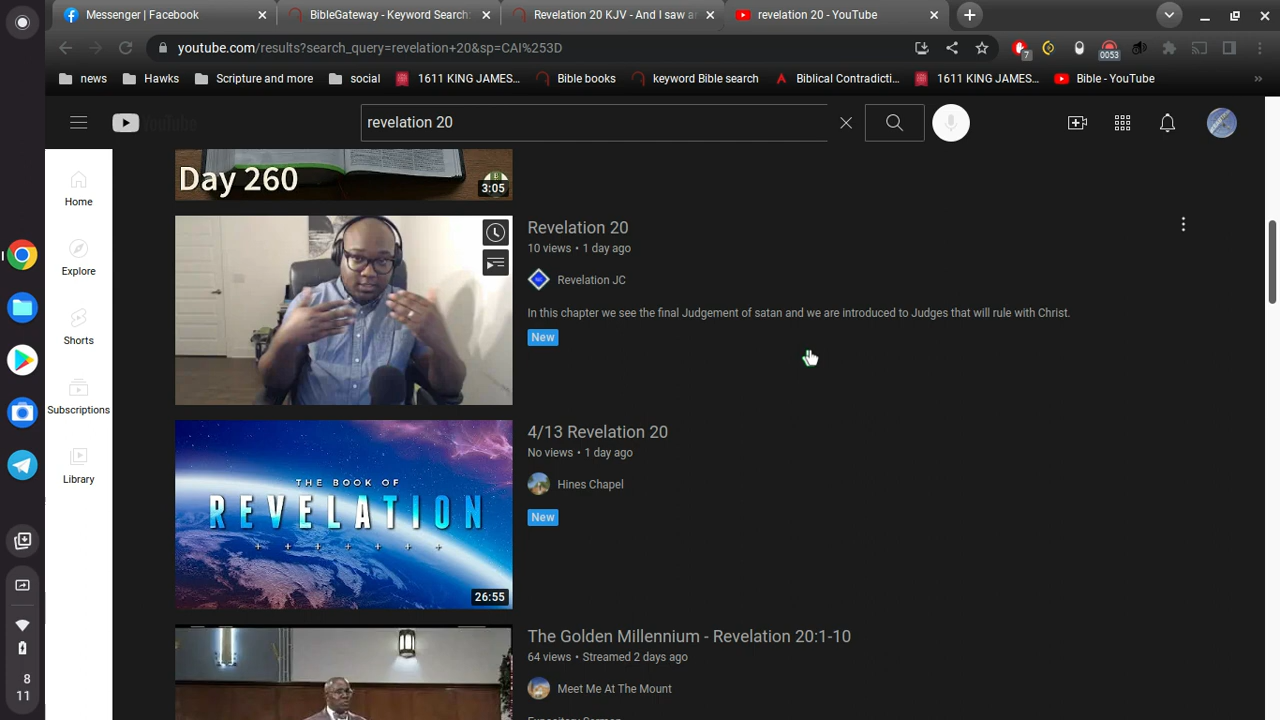 Messenger | Facebook
BibleGateway - Keyword Search:
Revelation 20 KJV - And I saw a
revelation 20 - YouTube
youtube.com/results?search_query=revelation+20&sp=CAI%253D
7
0053
news
Hawks
Scripture and more
social
1611 KING JAMES...
Bible books
keyword Bible search
Biblical Contradicti...
1611 KING JAMES...
Bible - YouTube
»
YouTube
revelation 20
Home
Explore
Shorts
Subscriptions
Library
Day 260
3:05
Revelation 20
10 views • 1 day ago
Revelation JC
In this chapter we see the final Judgement of satan and we are introduced to Judges that will rule with Christ.
New
THE BOOK OF
REVELATION
26:55
4/13 Revelation 20
No views • 1 day ago
Hines Chapel
New
The Golden Millennium - Revelation 20:1-10
64 views • Streamed 2 days ago
Meet Me At The Mount
Expository Sermon
8
11